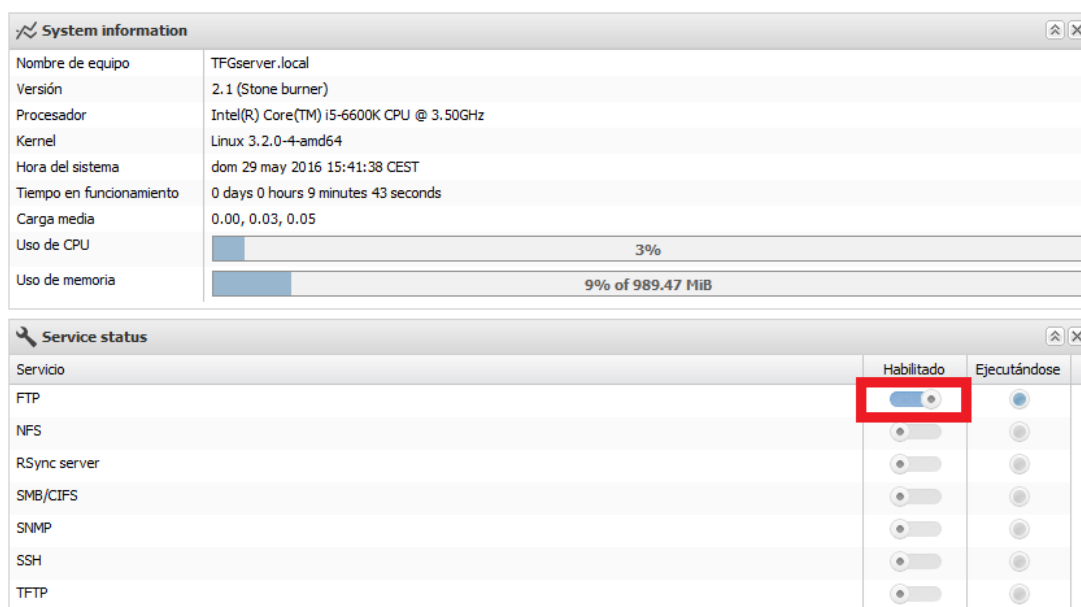 System information
Nombre de equipo TFGserver.local
Versión 2.1 (Stone burner)
Procesador Intel(R) Core(TM) i5-6600K CPU @ 3.50GHz
Kernel Linux 3.2.0-4-amd64
Hora del sistema dom 29 may 2016 15:41:38 CEST
Tiempo en funcionamiento 0 days 0 hours 9 minutes 43 seconds
Carga media 0.00, 0.03, 0.05
Uso de CPU 3%
Uso de memoria 9% of 989.47 MiB
Service status
Servicio Habilitado Ejecutándose
FTP
NFS
RSync server
SMB/CIFS
SNMP
SSH
TFTP